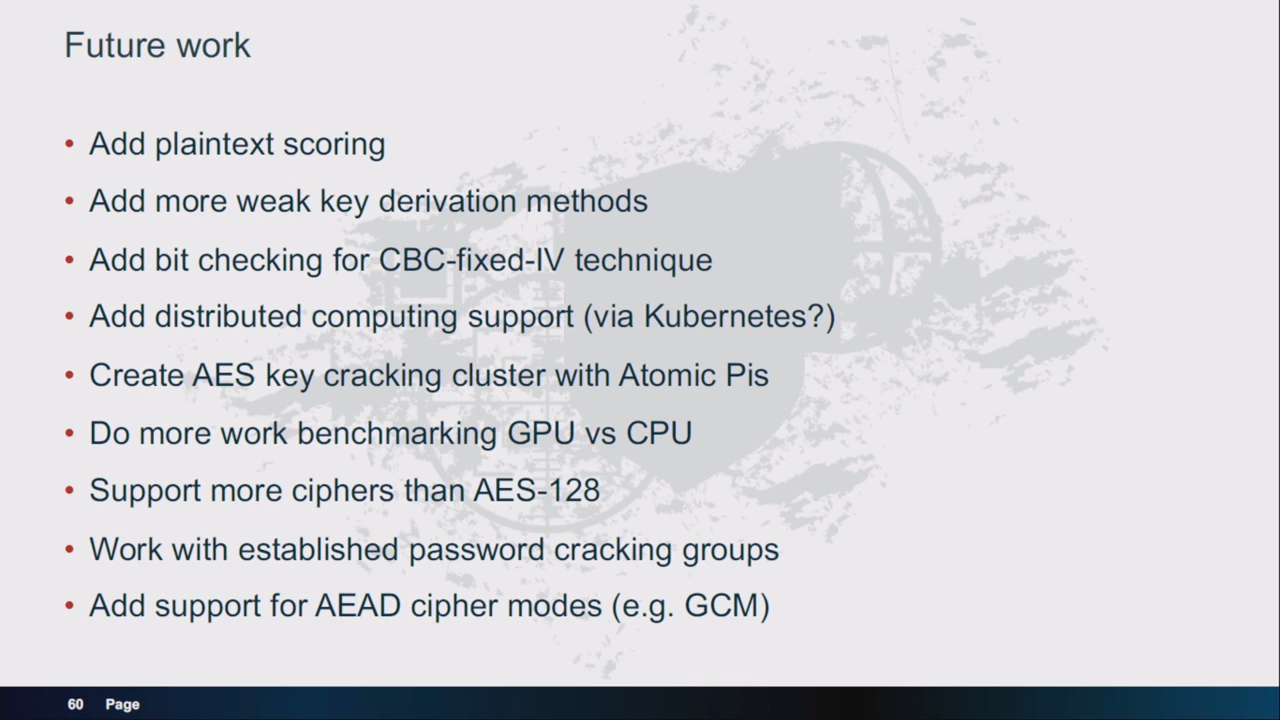 Future work
• Add plaintext scoring
• Add more weak key derivation methods
• Add bit checking for CBC-fixed-IV technique
• Add distributed computing support (via Kubernetes?)
• Create AES key cracking cluster with Atomic Pis
• Do more work benchmarking GPU vs CPU
• Support more ciphers than AES-128
• Work with established password cracking groups
• Add support for AEAD cipher modes (e.g. GCM)
60 Page